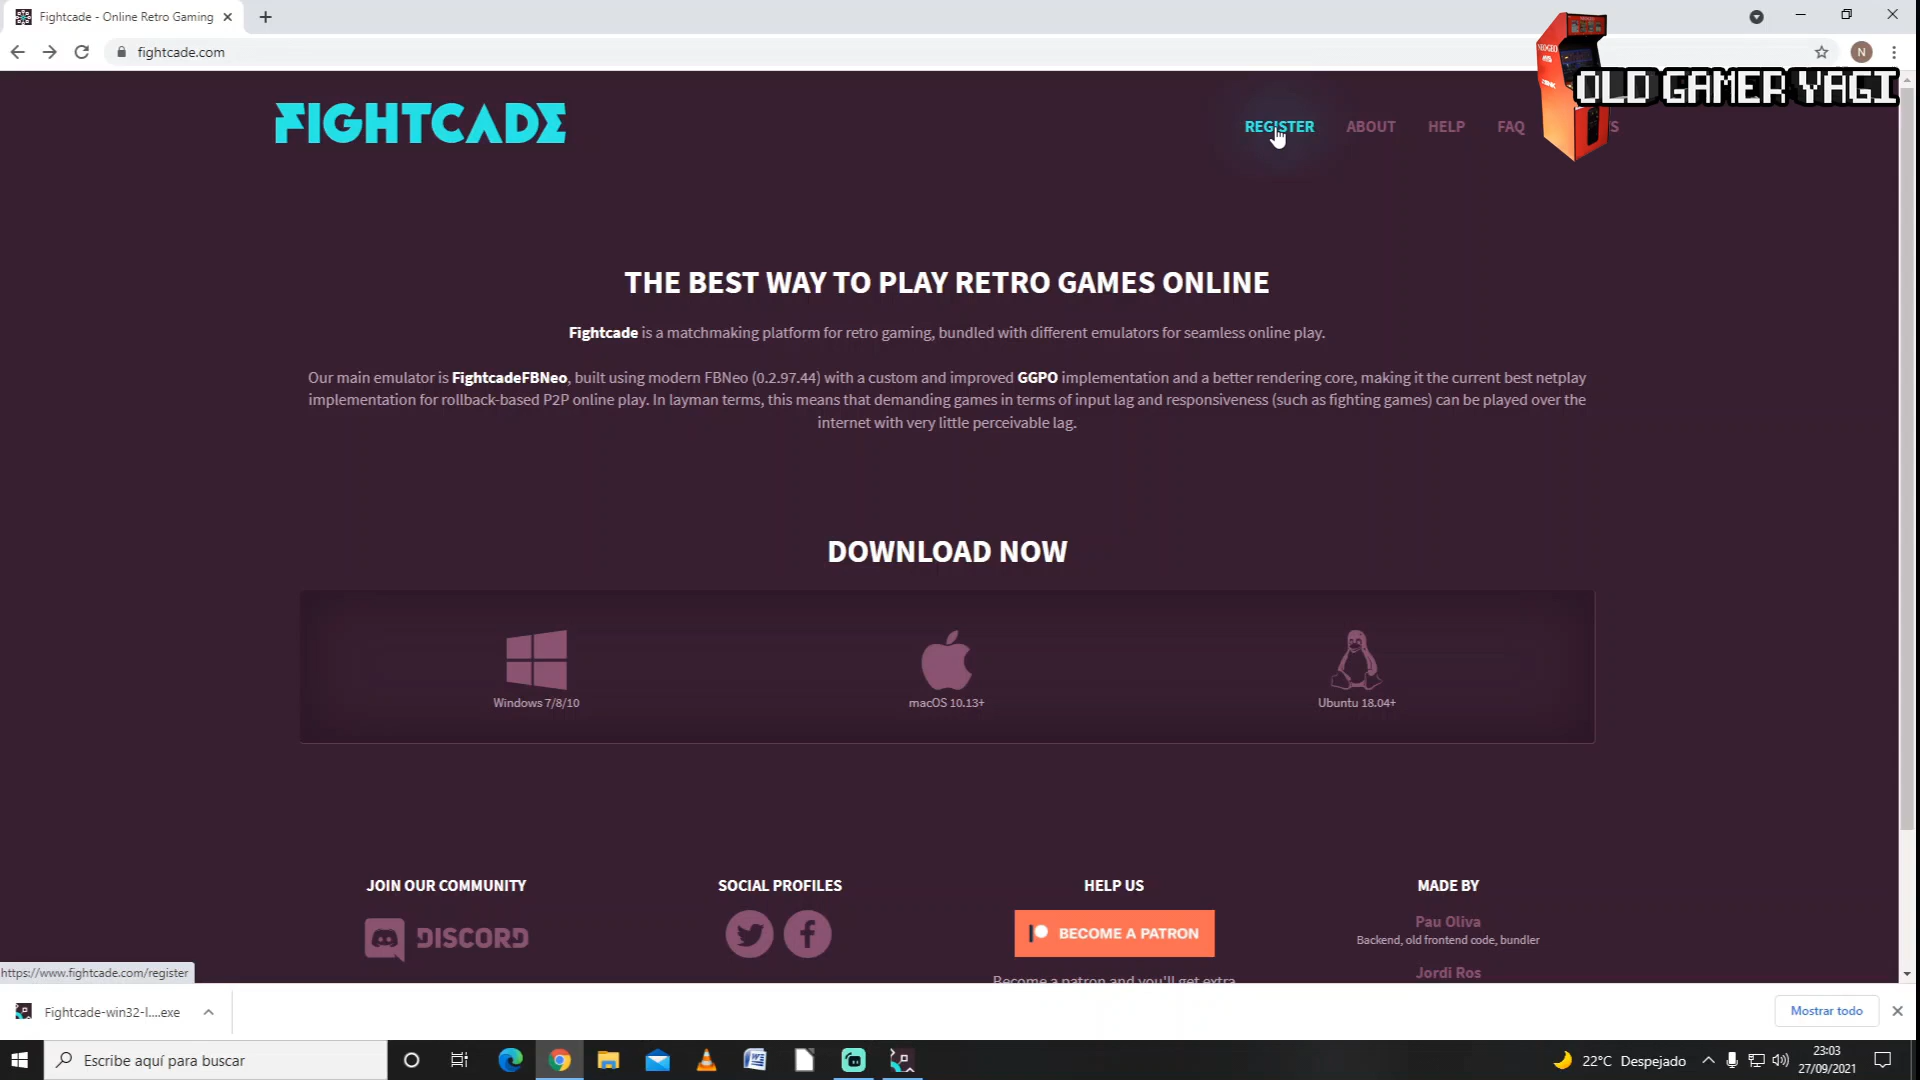 Fightcade - Online Retro Gaming
fightcade.com
N
OLD GAMER YAGI
FIGHTCADE
REGISTER ABOUT HELP FAQ
THE BEST WAY TO PLAY RETRO GAMES ONLINE
Fightcade is a matchmaking platform for retro gaming, bundled with different emulators for seamless online play.
Our main emulator is FightcadeFBNeo, built using modern FBNeo (0.2.97.44) with a custom and improved GGPO implementation and a better rendering core, making it the current best netplay
implementation for rollback-based P2P online play. In layman terms, this means that demanding games in terms of input lag and responsiveness (such as fighting games) can be played over the
internet with very little perceivable lag.
DOWNLOAD NOW
Windows 7/8/10 macOS 10.13+ Ubuntu 18.04+
JOIN OUR COMMUNITY SOCIAL PROFILES HELP US MADE BY
DISCORD
BECOME A PATRON
Pau Oliva
Backend, old frontend code, bundler
Jordi Ros
Become a patron and you'll get extra
https://www.fightcade.com/register
Fightcade-win32-l....exe
Mostrar todo
Escribe aquí para buscar
22°C Despejado
23:03
27/09/2021